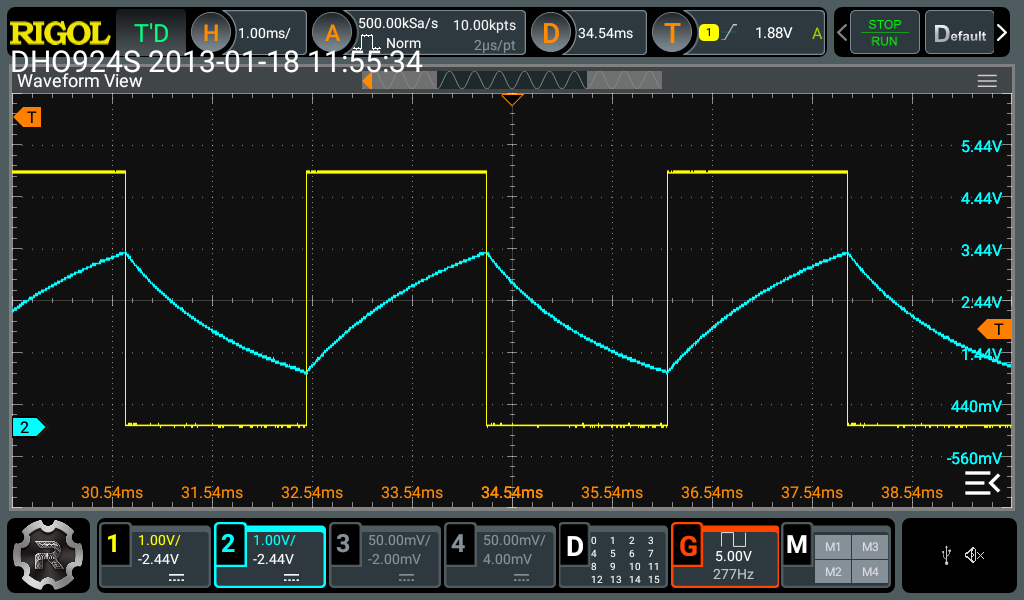 RIGOL T'D H 1.00ms/ A 500.00kSa/s 10.00kpts Norm 2µs/pt D 34.54ms T 1 1.88V A STOP RUN Default
DHO924S 2013-01-18 11:55:34
Waveform View
T
5.44V
4.44V
3.44V
2.44V
T
1.44V
440mV
2
-560mV
30.54ms 31.54ms 32.54ms 33.54ms 34.54ms 35.54ms 36.54ms 37.54ms 38.54ms
1 1.00V/ -2.44V
2 1.00V/ -2.44V
3 50.00mV/ -2.00mV
4 50.00mV/ 4.00mV
D 0 1 2 3
4 5 6 7
8 9 10 11
12 13 14 15
G 5.00V 277Hz
M M1 M3
M2 M4
R